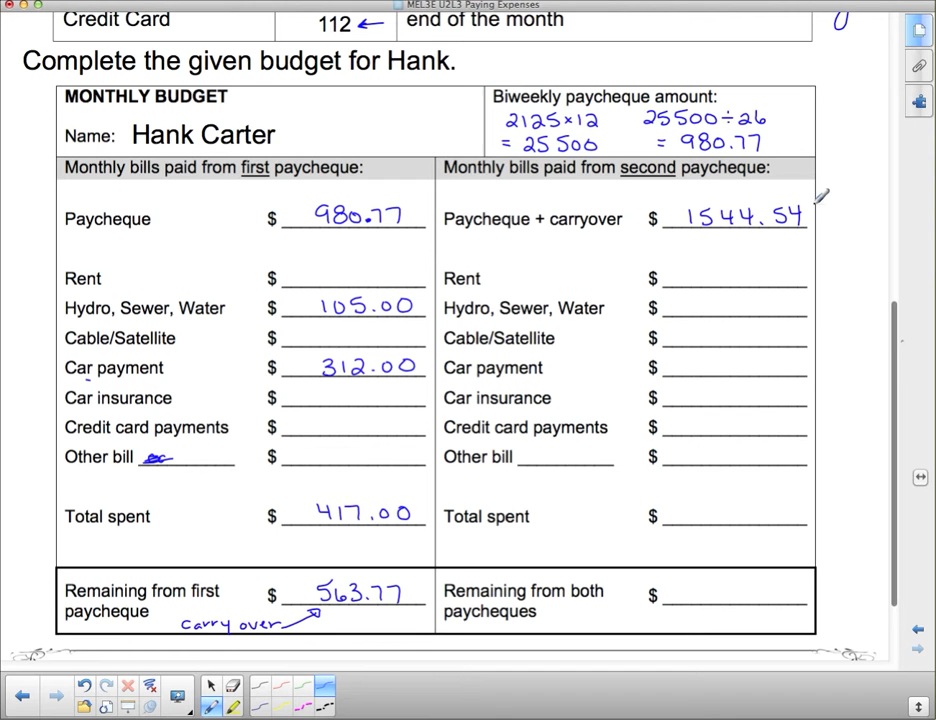 MEL3E U2L3 Paying Expenses
Credit Card 112 ← end of the month
Complete the given budget for Hank.
MONTHLY BUDGET
Name: Hank Carter
Biweekly paycheque amount:
2125×12 25500÷26
= 25 500 = 980.77
Monthly bills paid from first paycheque: Monthly bills paid from second paycheque:
Paycheque $ 980.77 Paycheque + carryover $ 1544.54
Rent $ Rent $
Hydro, Sewer, Water $ 105.00 Hydro, Sewer, Water $
Cable/Satellite $ Cable/Satellite $
Car payment $ 312.00 Car payment $
Car insurance $ Car insurance $
Credit card payments $ Credit card payments $
Other bill $ Other bill $
Total spent $ 417.00 Total spent $
Remaining from first paycheque $ 563.77 Remaining from both paycheques $
Carry over